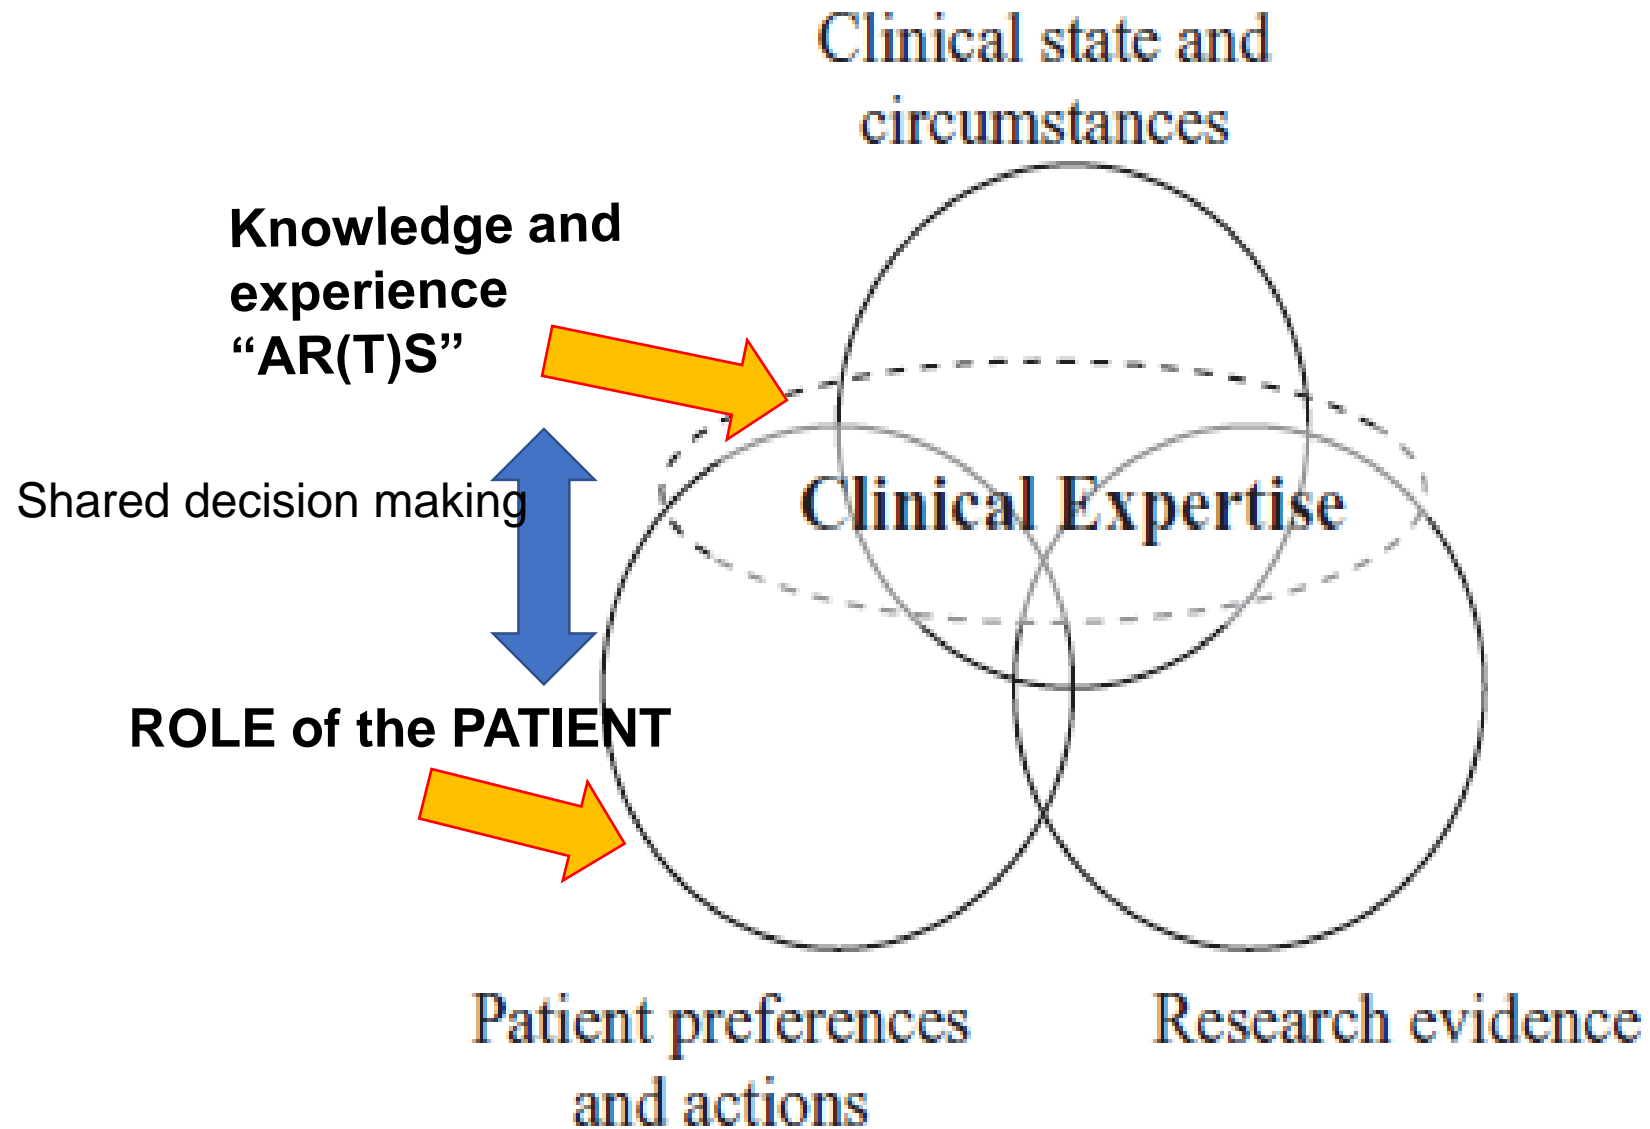 Clinical state and
circumstances
Knowledge and
experience
“AR(T)S”
Shared decision making
Clinical Expertise
ROLE of the PATIENT
Patient preferences
and actions
Research evidence